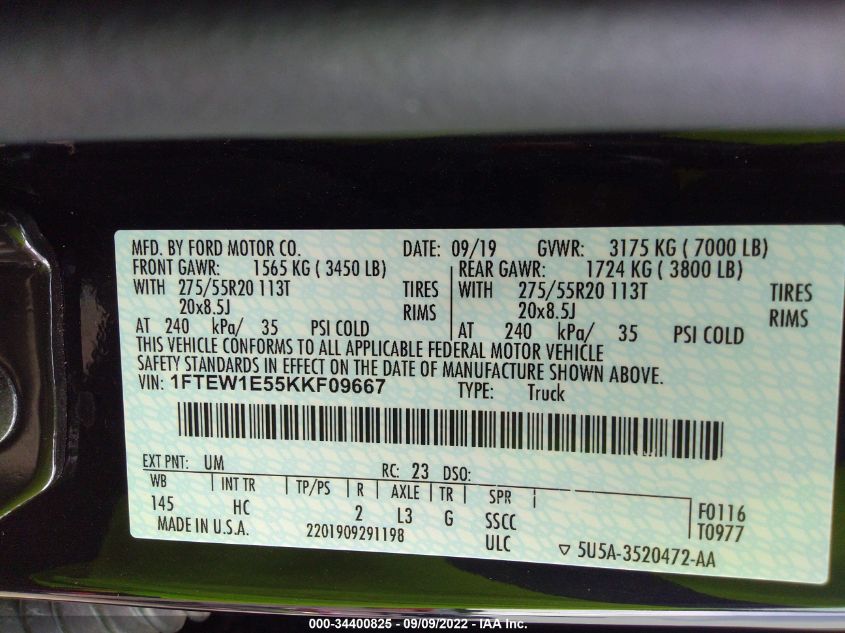 MFD. BY FORD MOTOR CO. DATE: 09/19 GVWR: 3175 KG ( 7000 LB)
FRONT GAWR: 1565 KG ( 3450 LB) REAR GAWR: 1724 KG ( 3800 LB)
WITH 275/55R20 113T TIRES WITH 275/55R20 113T TIRES
20x8.5J RIMS 20x8.5J RIMS
AT 240 kPa/ 35 PSI COLD AT 240 kPa/ 35 PSI COLD
THIS VEHICLE CONFORMS TO ALL APPLICABLE FEDERAL MOTOR VEHICLE
SAFETY STANDARDS IN EFFECT ON THE DATE OF MANUFACTURE SHOWN ABOVE.
VIN: 1FTEW1E55KKF09667 TYPE: Truck
EXT PNT: UM RC: 23 DSO:
WB INT TR TP/PS R AXLE TR SPR
145 HC 2 L3 G SSCC F0116
MADE IN U.S.A. 2201909291198 ULC T0977
▽ 5U5A-3520472-AA
000-34400825 - 09/09/2022 - IAA Inc.